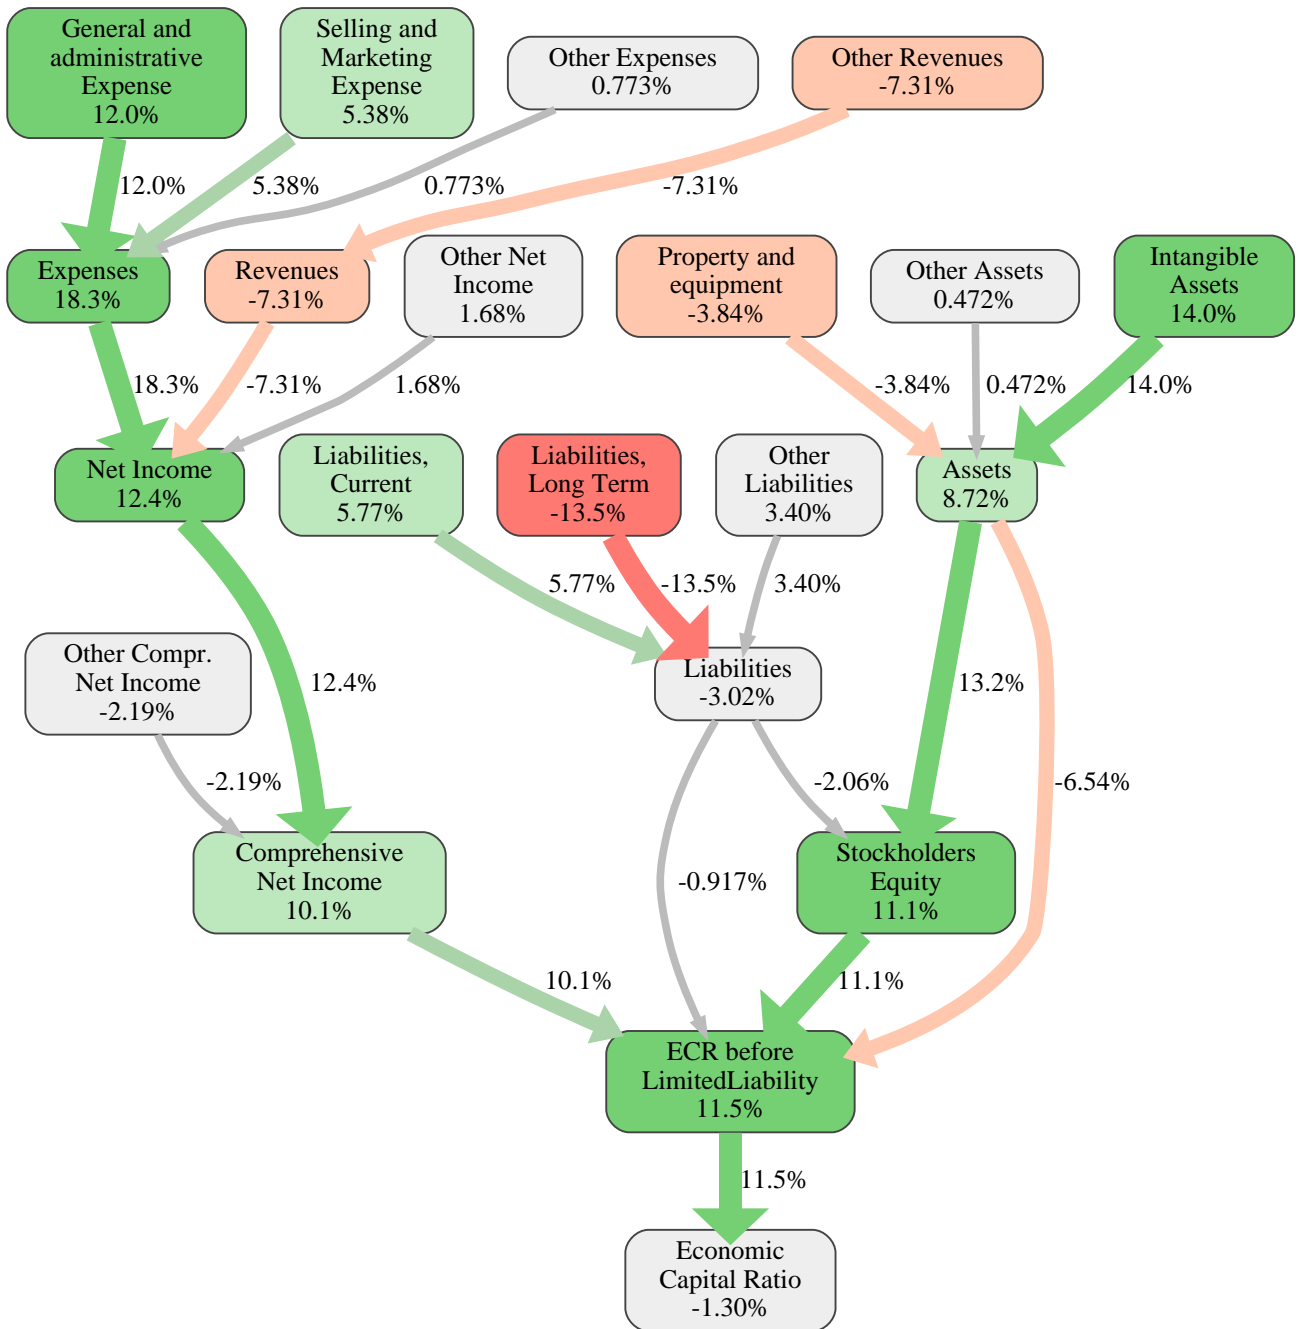 General and
administrative
Expense
12.0%
Selling and
Marketing
Expense
5.38%
Other Expenses
0.773%
Other Revenues
-7.31%
12.0%
5.38%
0.773%
-7.31%
Expenses
18.3%
Revenues
-7.31%
Other Net
Income
1.68%
Property and
equipment
-3.84%
Other Assets
0.472%
Intangible
Assets
14.0%
18.3%
-7.31%
1.68%
-3.84%
0.472%
14.0%
Net Income
12.4%
Liabilities,
Current
5.77%
Liabilities,
Long Term
-13.5%
Other
Liabilities
3.40%
Assets
8.72%
5.77%
-13.5%
3.40%
Other Compr.
Net Income
-2.19%
12.4%
Liabilities
-3.02%
13.2%
-2.19%
-2.06%
-6.54%
Comprehensive
Net Income
10.1%
-0.917%
Stockholders
Equity
11.1%
10.1%
11.1%
ECR before
LimitedLiability
11.5%
11.5%
Economic
Capital Ratio
-1.30%